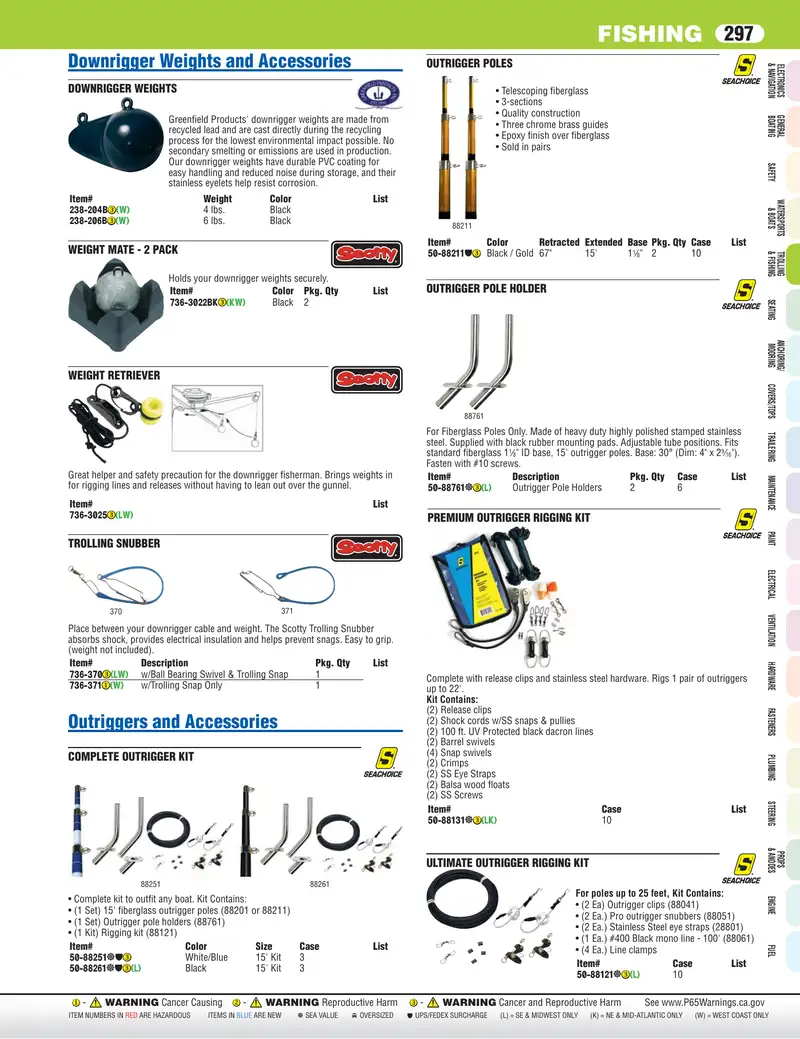 FISHING 297
Downrigger Weights and Accessories
DOWNRIGGER WEIGHTS
Greenfield Products' downrigger weights are made from
recycled lead and are cast directly during the recycling
process for the lowest environmental impact possible. No
secondary smelting or emissions are used in production.
Our downrigger weights have durable PVC coating for
easy handling and reduced noise during storage, and their
stainless eyelets help resist corrosion.
Item# Weight Color List
238-204B 3 (W) 4 lbs. Black
238-206B 3 (W) 6 lbs. Black
WEIGHT MATE - 2 PACK
Scotty
Holds your downrigger weights securely.
Item# Color Pkg. Qty List
736-3022BK 3 (KW) Black 2
WEIGHT RETRIEVER
Scotty
Great helper and safety precaution for the downrigger fisherman. Brings weights in
for rigging lines and releases without having to lean out over the gunnel.
Item# List
736-3025 3 (LW)
TROLLING SNUBBER
Scotty
370 371
Place between your downrigger cable and weight. The Scotty Trolling Snubber
absorbs shock, provides electrical insulation and helps prevent snags. Easy to grip.
(weight not included).
Item# Description Pkg. Qty List
736-370 3 (LW) w/Ball Bearing Swivel & Trolling Snap 1
736-371 1 (W) w/Trolling Snap Only 1
Outriggers and Accessories
COMPLETE OUTRIGGER KIT
SEACHOICE
88251 88261
• Complete kit to outfit any boat. Kit Contains:
• (1 Set) 15' fiberglass outrigger poles (88201 or 88211)
• (1 Set) Outrigger pole holders (88761)
• (1 Kit) Rigging kit (88121)
Item# Color Size Case List
50-88251 3 White/Blue 15' Kit 3
50-88261 3 (L) Black 15' Kit 3
OUTRIGGER POLES
SEACHOICE
• Telescoping fiberglass
• 3-sections
• Quality construction
• Three chrome brass guides
• Epoxy finish over fiberglass
• Sold in pairs
88211
Item# Color Retracted Extended Base Pkg. Qty Case List
50-88211 3 Black / Gold 67" 15' 1⅛" 2 10
OUTRIGGER POLE HOLDER
SEACHOICE
88761
For Fiberglass Poles Only. Made of heavy duty highly polished stamped stainless
steel. Supplied with black rubber mounting pads. Adjustable tube positions. Fits
standard fiberglass 1⅛" ID base, 15' outrigger poles. Base: 30° (Dim: 4" x 2⁹⁄₁₆").
Fasten with #10 screws.
Item# Description Pkg. Qty Case List
50-88761 3 (L) Outrigger Pole Holders 2 6
PREMIUM OUTRIGGER RIGGING KIT
SEACHOICE
Complete with release clips and stainless steel hardware. Rigs 1 pair of outriggers
up to 22'.
Kit Contains:
(2) Release clips
(2) Shock cords w/SS snaps & pullies
(2) 100 ft. UV Protected black dacron lines
(2) Barrel swivels
(4) Snap swivels
(2) Crimps
(2) SS Eye Straps
(2) Balsa wood floats
(2) SS Screws
Item# Case List
50-88131 3 (LK) 10
ULTIMATE OUTRIGGER RIGGING KIT
SEACHOICE
For poles up to 25 feet, Kit Contains:
• (2 Ea) Outrigger clips (88041)
• (2 Ea.) Pro outrigger snubbers (88051)
• (2 Ea.) Stainless Steel eye straps (28801)
• (1 Ea.) #400 Black mono line - 100' (88061)
• (4 Ea.) Line clamps
Item# Case List
50-88121 3 (L) 10
ELECTRONICS
& NAVIGATION
GENERAL
BOATING
SAFETY
WATERSPORTS
& BOATS
TROLLING
& FISHING
SEATING
ANCHORING/
MOORING
COVERS/TOPS
TRAILERING
MAINTENANCE
PAINT
ELECTRICAL
VENTILATION
HARDWARE
FASTENERS
PLUMBING
STEERING
PROPS
& ANODES
ENGINE
FUEL
1 - WARNING Cancer Causing 2 - WARNING Reproductive Harm 3 - WARNING Cancer and Reproductive Harm See www.P65Warnings.ca.gov
ITEM NUMBERS IN RED ARE HAZARDOUS ITEMS IN BLUE ARE NEW SEA VALUE OVERSIZED UPS/FEDEX SURCHARGE (L) = SE & MIDWEST ONLY (K) = NE & MID-ATLANTIC ONLY (W) = WEST COAST ONLY